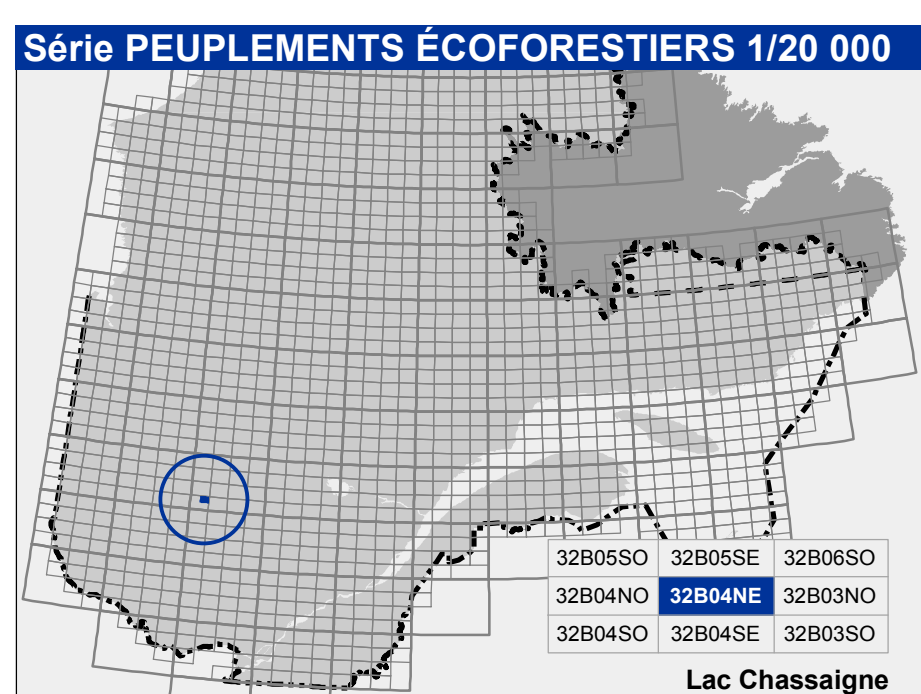 Série PEUPLEMENTS ÉCOFORESTIERS 1/20 000
32B05SO 32B05SE 32B06SO
32B04NO 32B04NE 32B03NO
32B04SO 32B04SE 32B03SO
Lac Chassaigne